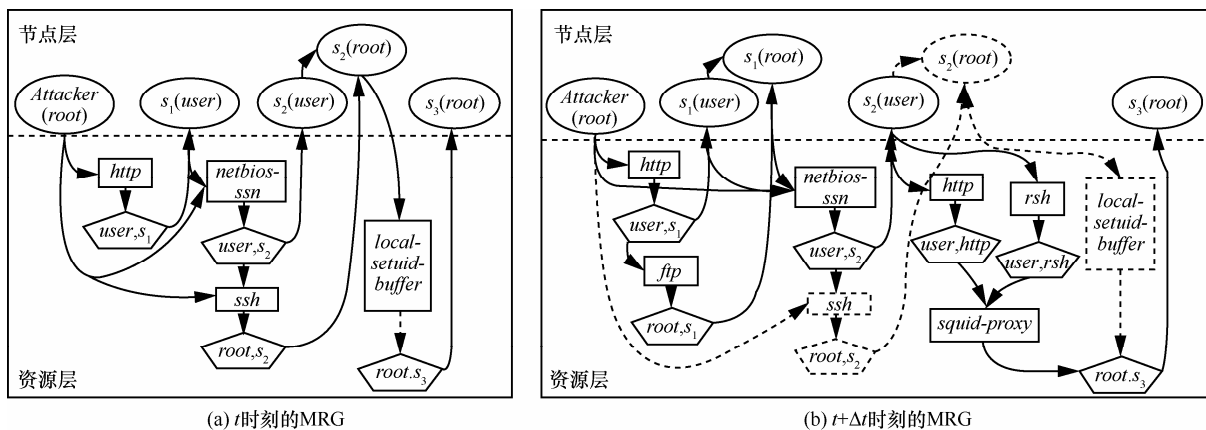 节点层
s₂(root)
Attacker
(root)
s₁(user)
s₂(user)
s₃(root)
http
netbios-
ssn
user,s₁
user,s₂
local-
setuid-
buffer
ssh
root,s₂
root.s₃
资源层
(a) t时刻的MRG
节点层
s₁(root)
s₂(root)
Attacker
(root)
s₁(user)
s₂(user)
s₃(root)
http
netbios-
ssn
http
rsh
local-
setuid-
buffer
user,s₁
user,s₂
user,http
user,rsh
ftp
ssh
squid-proxy
root,s₁
root,s₂
root.s₃
资源层
(b) t+Δt时刻的MRG